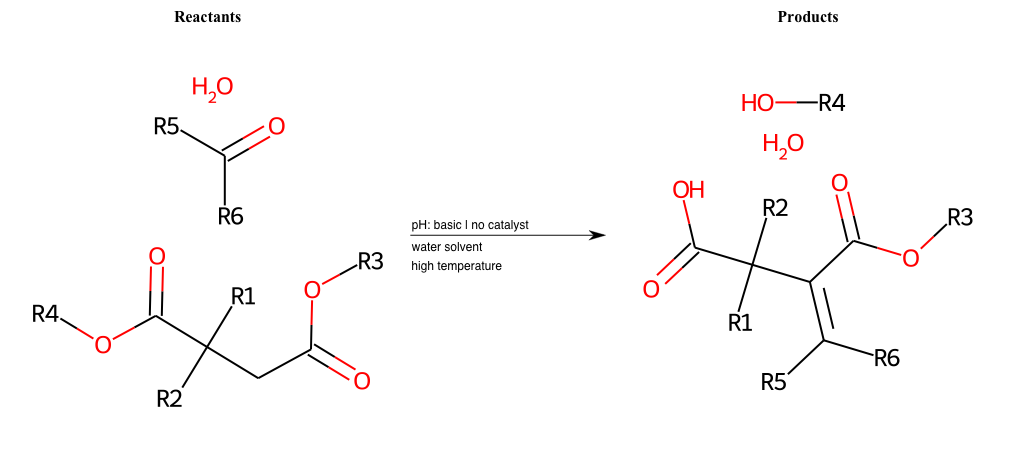 Reactants
Products
H₂O
R5
O
R6
O
R3
O
R4
R1
O
R2
O
pH: basic | no catalyst
water solvent
high temperature
HO
R4
H₂O
OH
O
R2
R3
O
O
R1
R6
R5